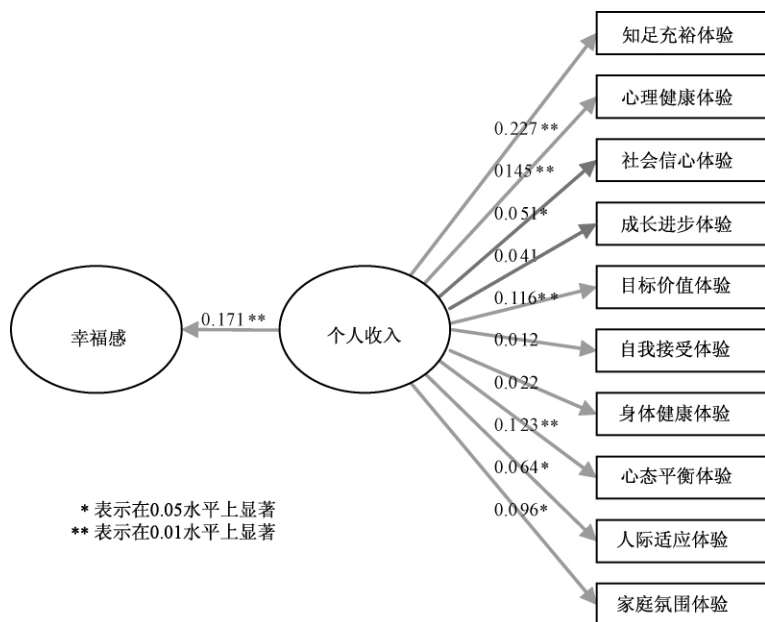 知足充裕体验
心理健康体验
0.227**
社会信心体验
0145**
0.051*
成长进步体验
0.041
目标价值体验
0.116**
幸福感
0.171**
个人收入
0.012
自我接受体验
0.022
身体健康体验
0.123**
心态平衡体验
0.064*
0.096*
* 表示在0.05水平上显著
** 表示在0.01水平上显著
人际适应体验
家庭氛围体验